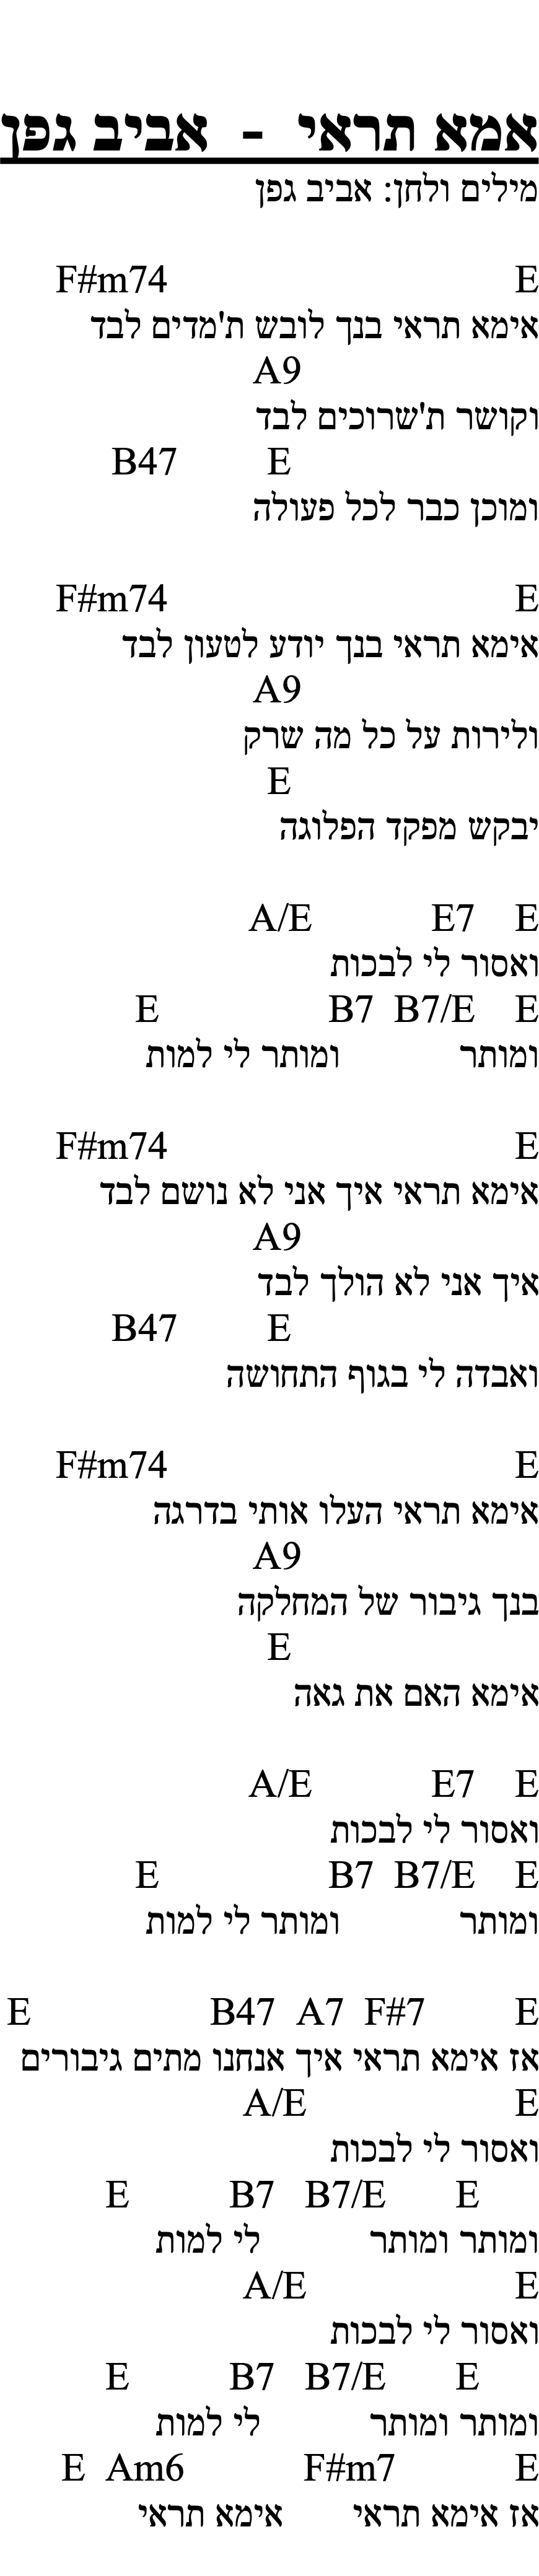 אמא תראי - אביב גפן
מילים ולחן: אביב גפן
F#m74 E
אימא תראי בנך לובש ת'מדים לבד
A9
וקושר ת'שרוכים לבד
B47 E
ומוכן כבר לכל פעולה
F#m74 E
אימא תראי בנך יודע לטעון לבד
A9
ולירות על כל מה שרק
E
יבקש מפקד הפלוגה
A/E E7 E
ואסור לי לבכות
E B7 B7/E E
ומותר ומותר לי למות
F#m74 E
אימא תראי איך אני לא נושם לבד
A9
איך אני לא הולך לבד
B47 E
ואבדה לי בגוף התחושה
F#m74 E
אימא תראי העלו אותי בדרגה
A9
בנך גיבור של המחלקה
E
אימא האם את גאה
A/E E7 E
ואסור לי לבכות
E B7 B7/E E
ומותר ומותר לי למות
E B47 A7 F#7 E
אז אימא תראי איך אנחנו מתים גיבורים
A/E E
ואסור לי לבכות
E B7 B7/E E
ומותר ומותר לי למות
A/E E
ואסור לי לבכות
E B7 B7/E E
ומותר ומותר לי למות
E Am6 F#m7 E
אז אימא תראי אימא תראי